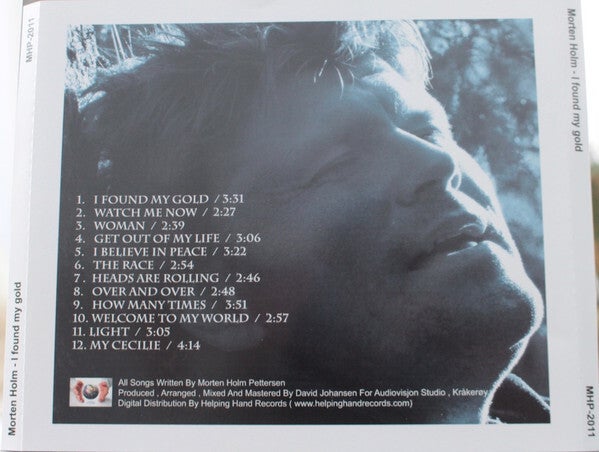 MHP-2011
Morten Holm - I found my gold
1. I FOUND MY GOLD / 3:31
2. WATCH ME NOW / 2:27
3. WOMAN / 2:39
4. GET OUT OF MY LIFE / 3:06
5. I BELIEVE IN PEACE / 3:22
6. THE RACE / 2:54
7. HEADS ARE ROLLING / 2:46
8. OVER AND OVER / 2:48
9. HOW MANY TIMES / 3:51
10. WELCOME TO MY WORLD / 2:57
11. LIGHT / 3:05
12. MY CECILIE / 4:14
All Songs Written By Morten Holm Pettersen
Produced , Arranged , Mixed And Mastered By David Johansen For Audiovisjon Studio , Kråkerøy
Digital Distribution By Helping Hand Records ( www.helpinghandrecords.com)
Morten Holm - I found my gold
MHP-2011